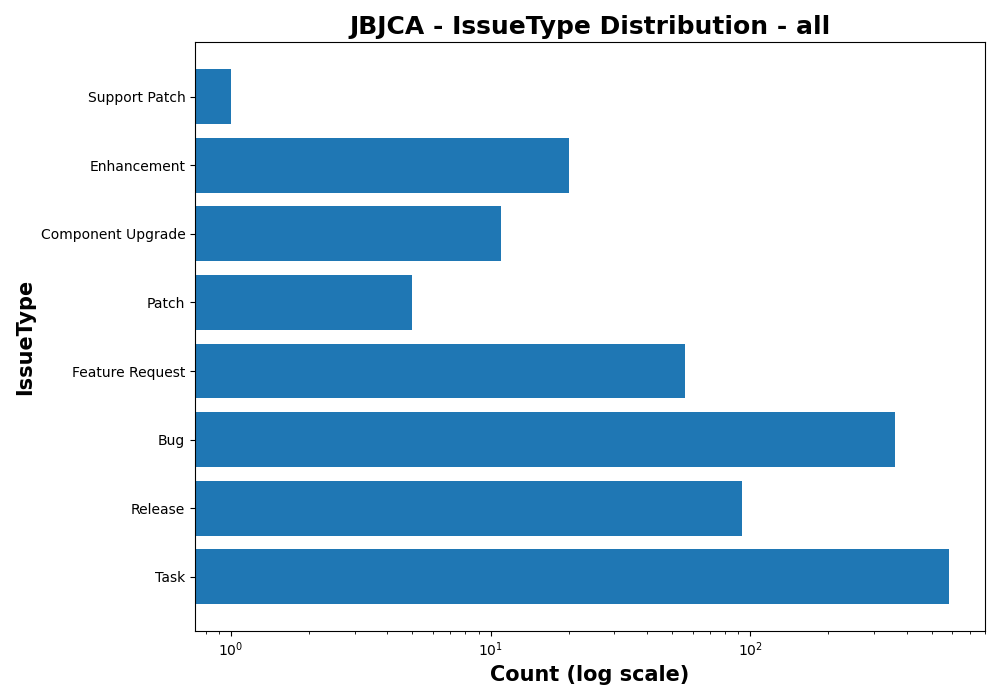 JBJCA - IssueType Distribution - all
Support Patch
Enhancement
Component Upgrade
Patch
Feature Request
Bug
Release
Task
IssueType
10⁰
10¹
10²
Count (log scale)